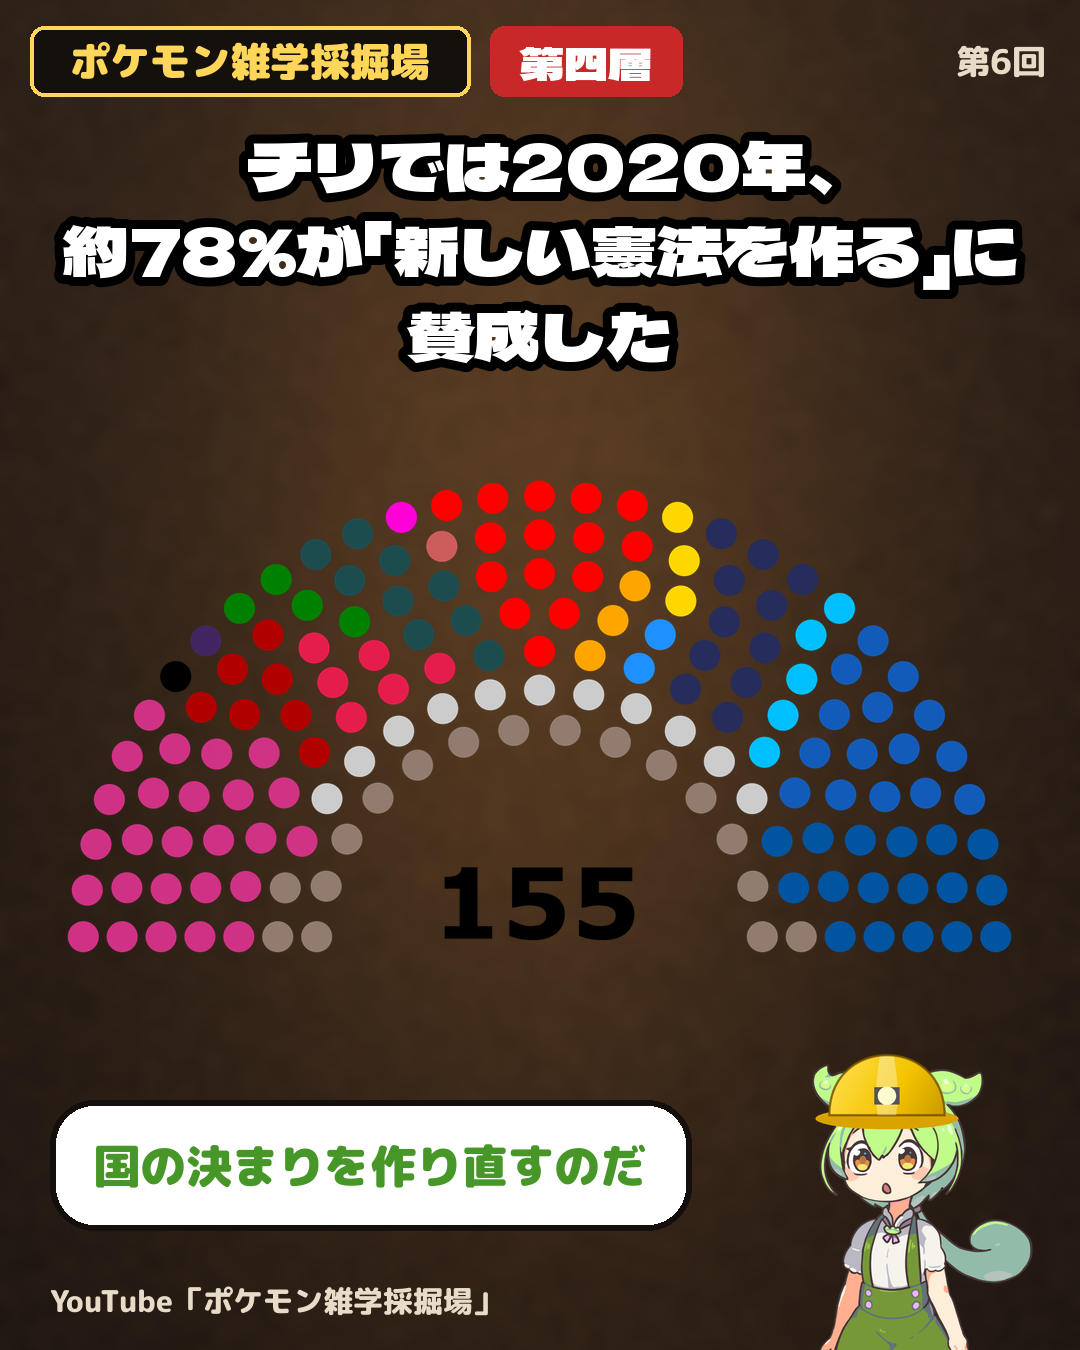 ポケモン雑学採掘場
第四層
第6回
チリでは2020年、
約78%が「新しい憲法を作る」に
賛成した
155
国の決まりを作り直すのだ
YouTube「ポケモン雑学採掘場」